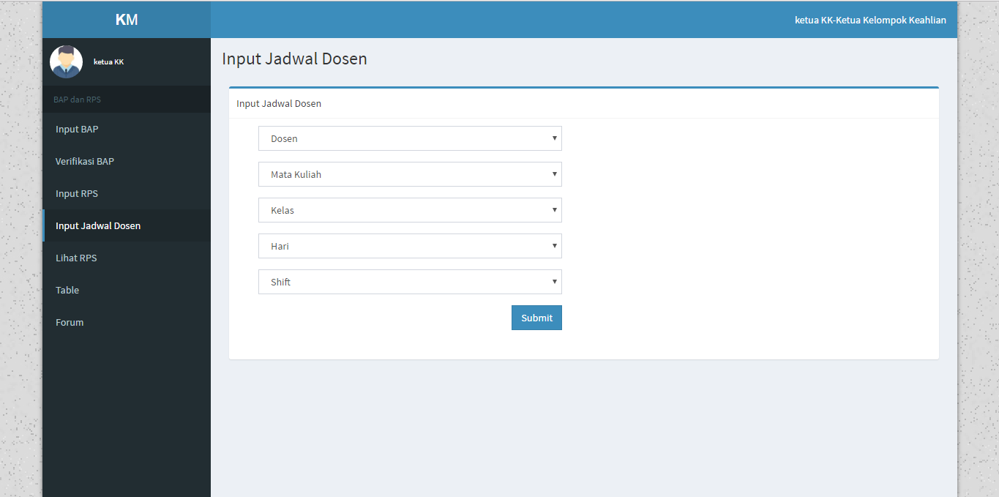 KM
ketua KK-Ketua Kelompok Keahlian
ketua KK
BAP dan RPS
Input BAP
Verifikasi BAP
Input RPS
Input Jadwal Dosen
Lihat RPS
Table
Forum
Input Jadwal Dosen
Input Jadwal Dosen
Dosen
Mata Kuliah
Kelas
Hari
Shift
Submit